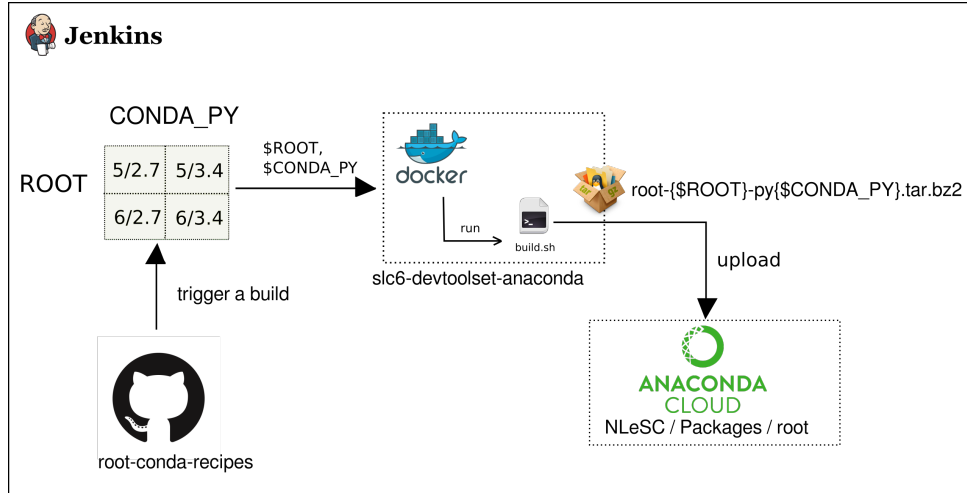 Jenkins
CONDA_PY
ROOT
5/2.7 5/3.4
6/2.7 6/3.4
$ROOT,
$CONDA_PY
docker
run
>_
build.sh
slc6-devtoolset-anaconda
tar
gz
root-{$ROOT}-py{$CONDA_PY}.tar.bz2
upload
trigger a build
root-conda-recipes
ANACONDA
CLOUD
NLeSC / Packages / root